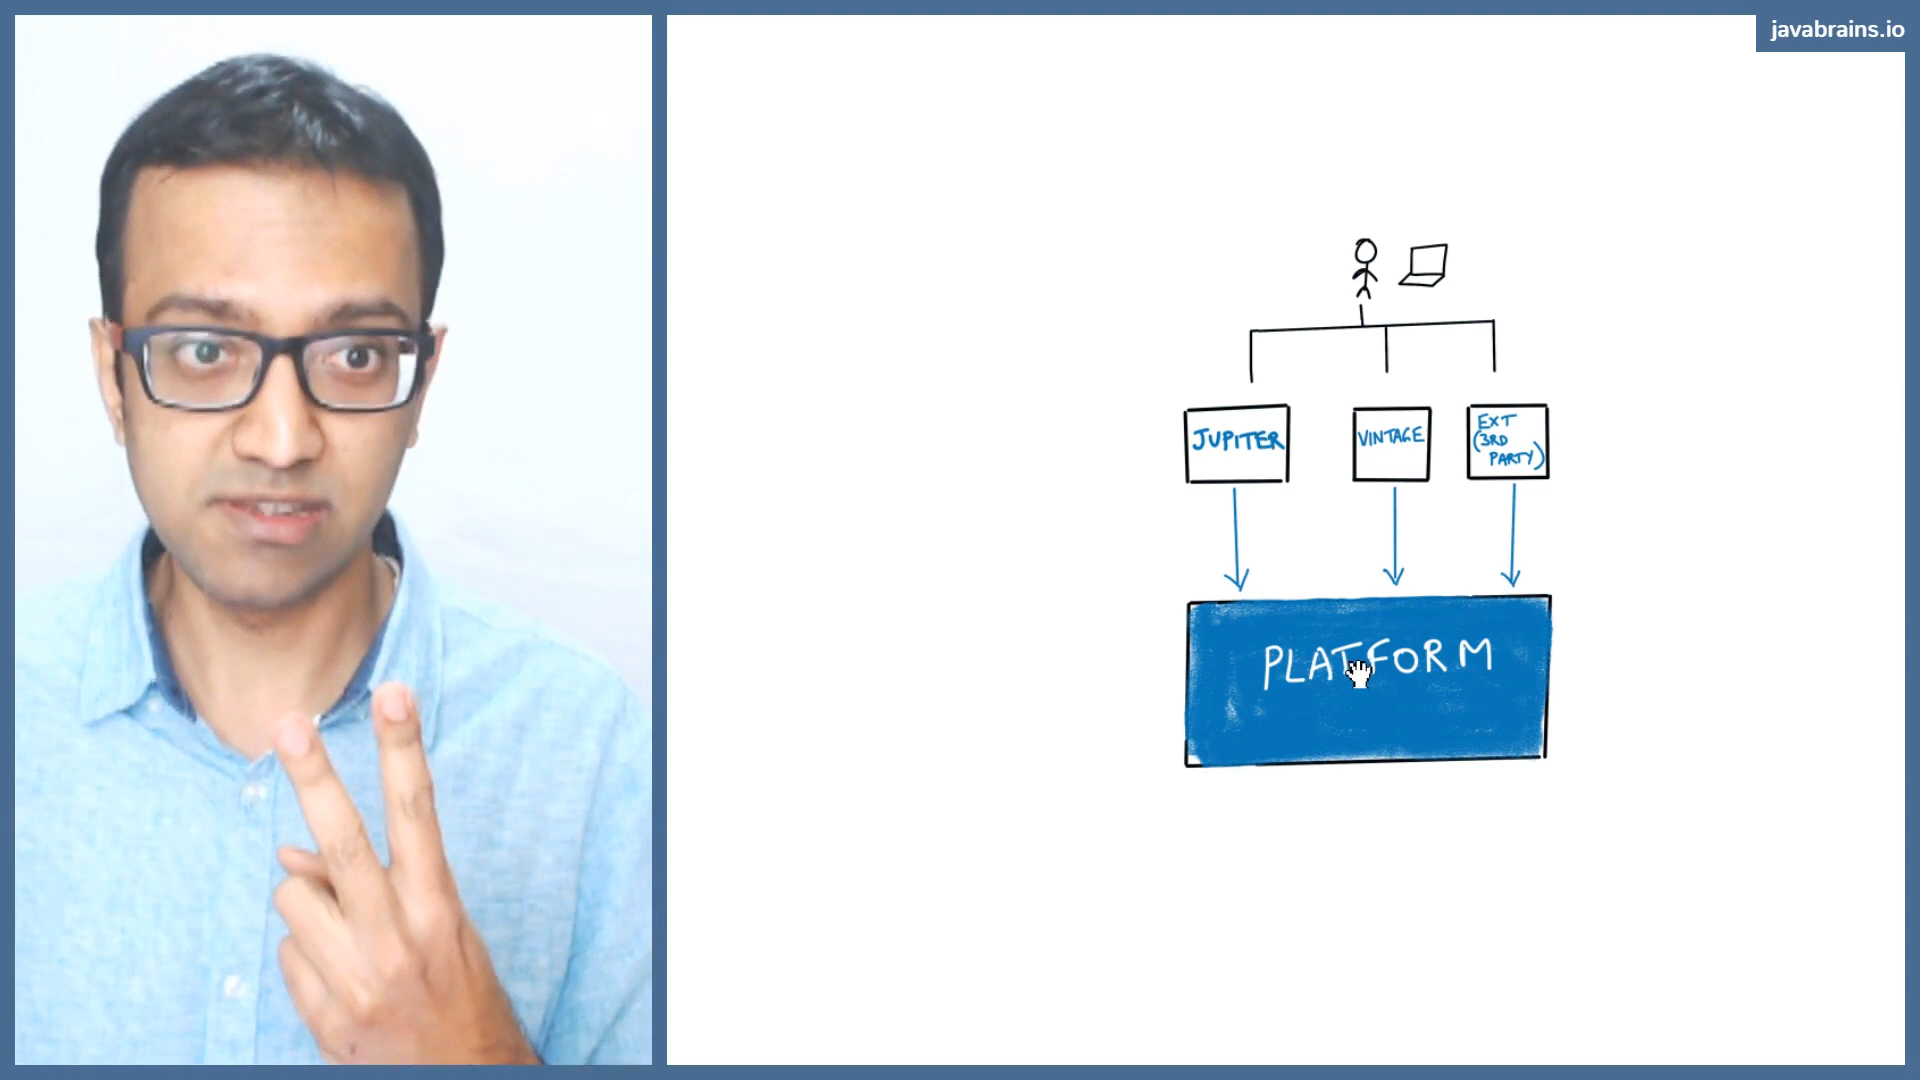 javabrains.io
JUPITER
VINTAGE
EXT
(3RD
PARTY)
PLATFORM